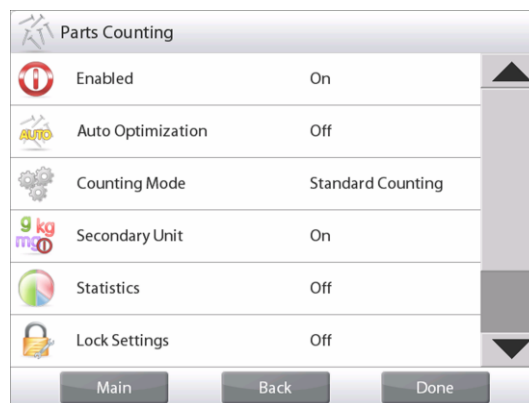 Parts Counting
Enabled On
AUTO Auto Optimization Off
Counting Mode Standard Counting
g kg mg Secondary Unit On
Statistics Off
Lock Settings Off
Main Back Done